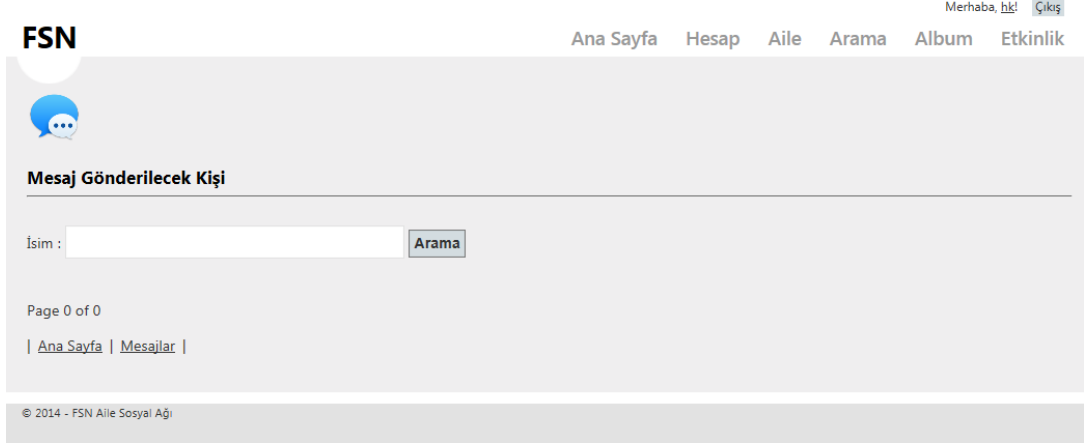 Merhaba, hk! Çıkış
FSN
Ana Sayfa Hesap Aile Arama Album Etkinlik
Mesaj Gönderilecek Kişi
İsim : Arama
Page 0 of 0
| Ana Sayfa | Mesajlar |
© 2014 - FSN Aile Sosyal Ağı